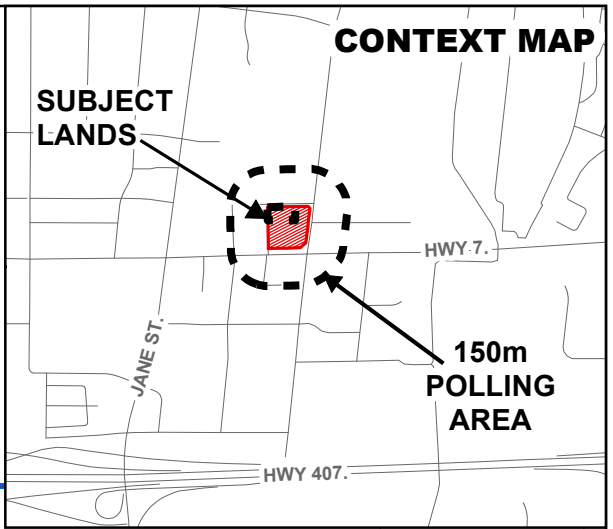 CONTEXT MAP
SUBJECT
LANDS
HWY 7.
JANE ST.
150m
POLLING
AREA
HWY 407.